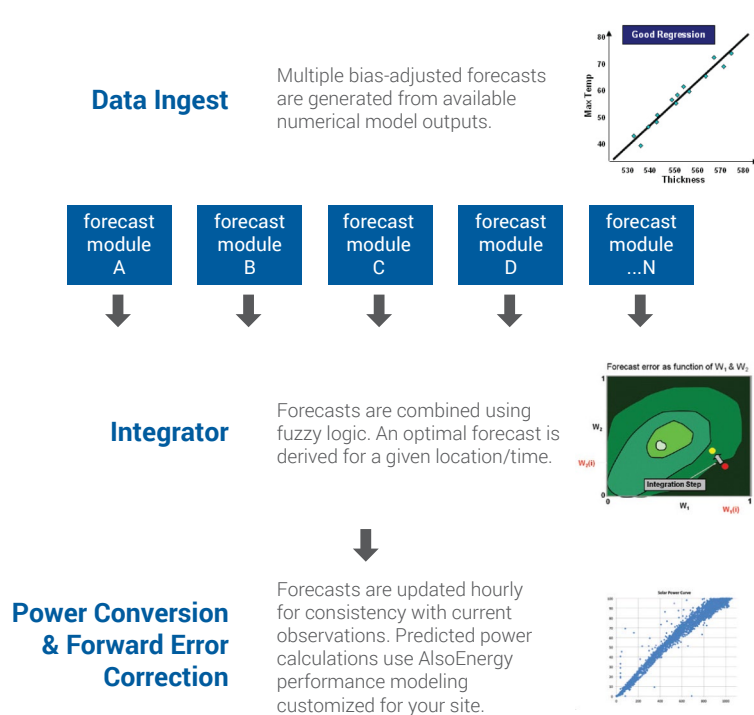 Data Ingest
Multiple bias-adjusted forecasts
are generated from available
numerical model outputs.
Good Regression
Max Temp
80
70
60
50
40
530 540 550 560 570 580
Thickness
forecast
module
A
forecast
module
B
forecast
module
C
forecast
module
D
forecast
module
...N
Integrator
Forecasts are combined using
fuzzy logic. An optimal forecast is
derived for a given location/time.
Forecast error as function of W1 & W2
1
W2
W2(i)
Integration Step
0
0 1
W1
W1(i)
Power Conversion
& Forward Error
Correction
Forecasts are updated hourly
for consistency with current
observations. Predicted power
calculations use AlsoEnergy
performance modeling
customized for your site.
Solar Power Curve